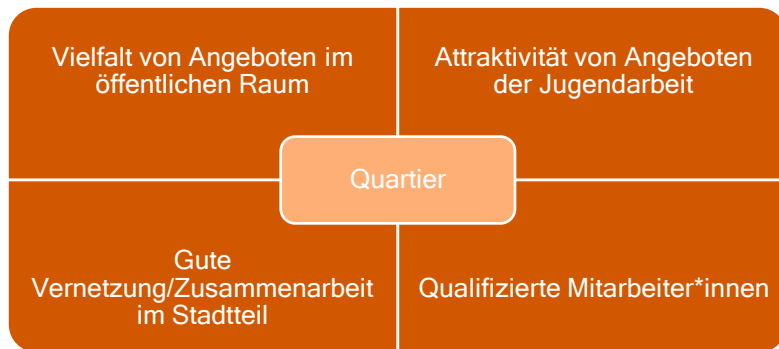 Vielfalt von Angeboten im
öffentlichen Raum
Attraktivität von Angeboten
der Jugendarbeit
Quartier
Gute
Vernetzung/Zusammenarbeit
im Stadtteil
Qualifizierte Mitarbeiter*innen